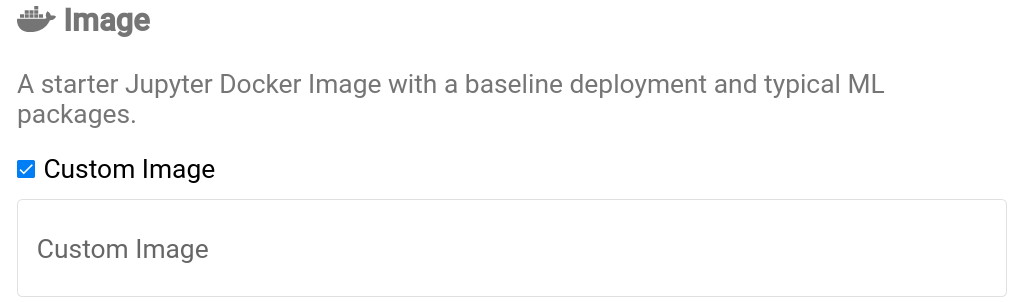 Image
A starter Jupyter Docker Image with a baseline deployment and typical ML
packages.
Custom Image
Custom Image